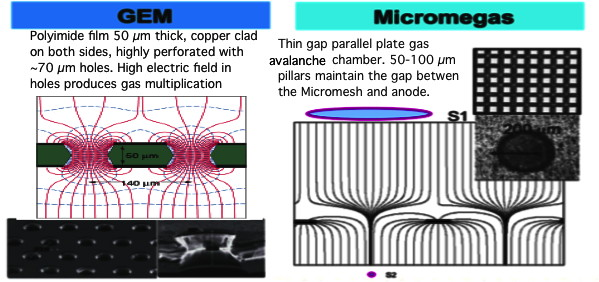 GEM
Polyimide film 50 µm thick, copper clad
on both sides, highly perforated with
~70 µm holes. High electric field in
holes produces gas multiplication
50 µm
140 µm
Micromegas
Thin gap parallel plate gas
avalanche chamber. 50-100 µm
pillars maintain the gap betwen
the Micromesh and anode.
S1
200 µm
S2